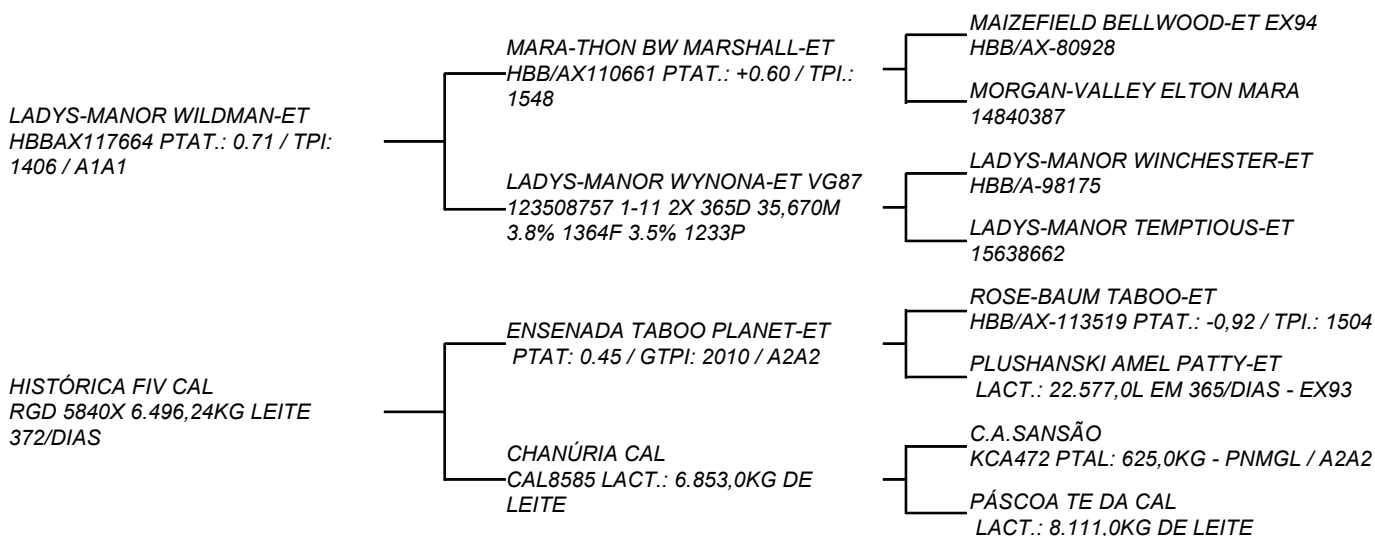 LADYS-MANOR WILDMAN-ET
HBBAX117664 PTAT.: 0.71 / TPI:
1406 / A1A1
HISTÓRICA FIV CAL
RGD 5840X 6.496,24KG LEITE
372/DIAS
MARA-THON BW MARSHALL-ET
HBB/AX110661 PTAT.: +0.60 / TPI.:
1548
LADYS-MANOR WYNONA-ET VG87
123508757 1-11 2X 365D 35,670M
3.8% 1364F 3.5% 1233P
ENSENADA TABOO PLANET-ET
PTAT: 0.45 / GTPI: 2010 / A2A2
CHANÚRIA CAL
CAL8585 LACT.: 6.853,0KG DE
LEITE
MAIZEFIELD BELLWOOD-ET EX94
HBB/AX-80928
MORGAN-VALLEY ELTON MARA
14840387
LADYS-MANOR WINCHESTER-ET
HBB/A-98175
LADYS-MANOR TEMPTIOUS-ET
15638662
ROSE-BAUM TABOO-ET
HBB/AX-113519 PTAT.: -0,92 / TPI.: 1504
PLUSHANSKI AMEL PATTY-ET
LACT.: 22.577,0L EM 365/DIAS - EX93
C.A.SANSÃO
KCA472 PTAL: 625,0KG - PNMGL / A2A2
PÁSCOA TE DA CAL
LACT.: 8.111,0KG DE LEITE